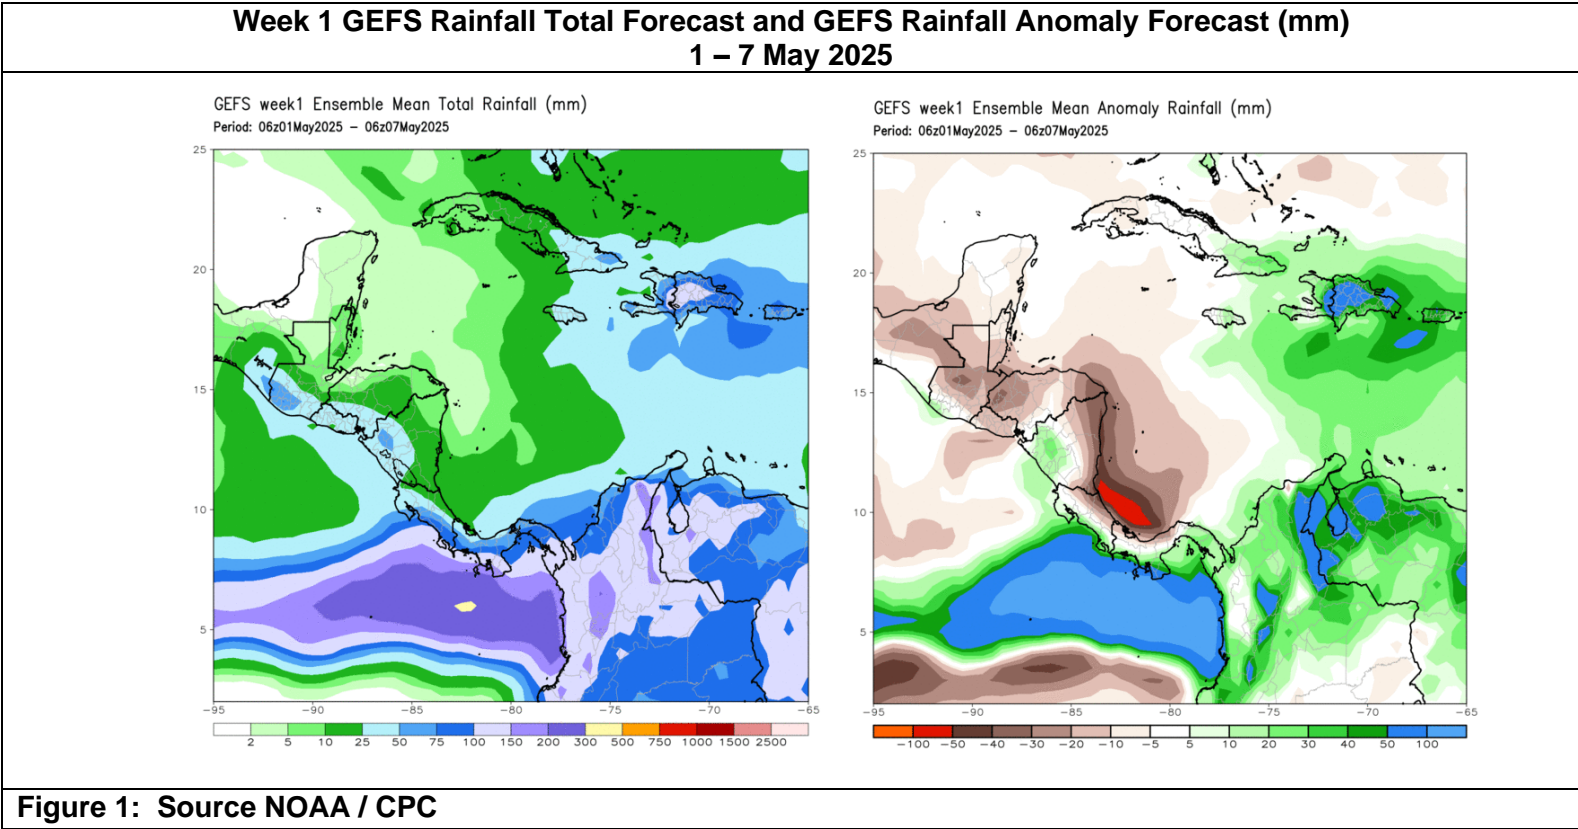 Week 1 GEFS Rainfall Total Forecast and GEFS Rainfall Anomaly Forecast (mm)
1 – 7 May 2025
GEFS week1 Ensemble Mean Total Rainfall (mm)
Period: 06z01May2025 – 06z07May2025
25
20
15
10
5
−95 −90 −85 −80 −75 −70 −65
2 5 10 25 50 75 100 150 200 300 500 750 1000 1500 2500
GEFS week1 Ensemble Mean Anomaly Rainfall (mm)
Period: 06z01May2025 – 06z07May2025
25
20
15
10
5
−95 −90 −85 −80 −75 −70 −65
−100 −50 −40 −30 −20 −10 −5 5 10 20 30 40 50 100
Figure 1: Source NOAA / CPC